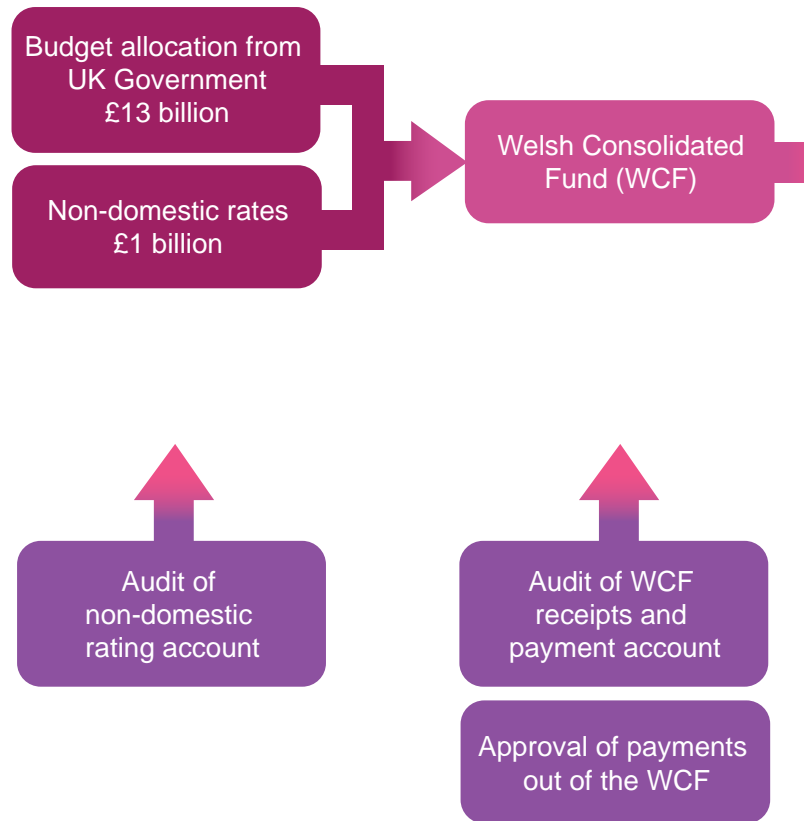 Budget allocation from
UK Government
£13 billion
Non-domestic rates
£1 billion
Welsh Consolidated
Fund (WCF)
Audit of
non-domestic
rating account
Audit of WCF
receipts and
payment account
Approval of payments
out of the WCF